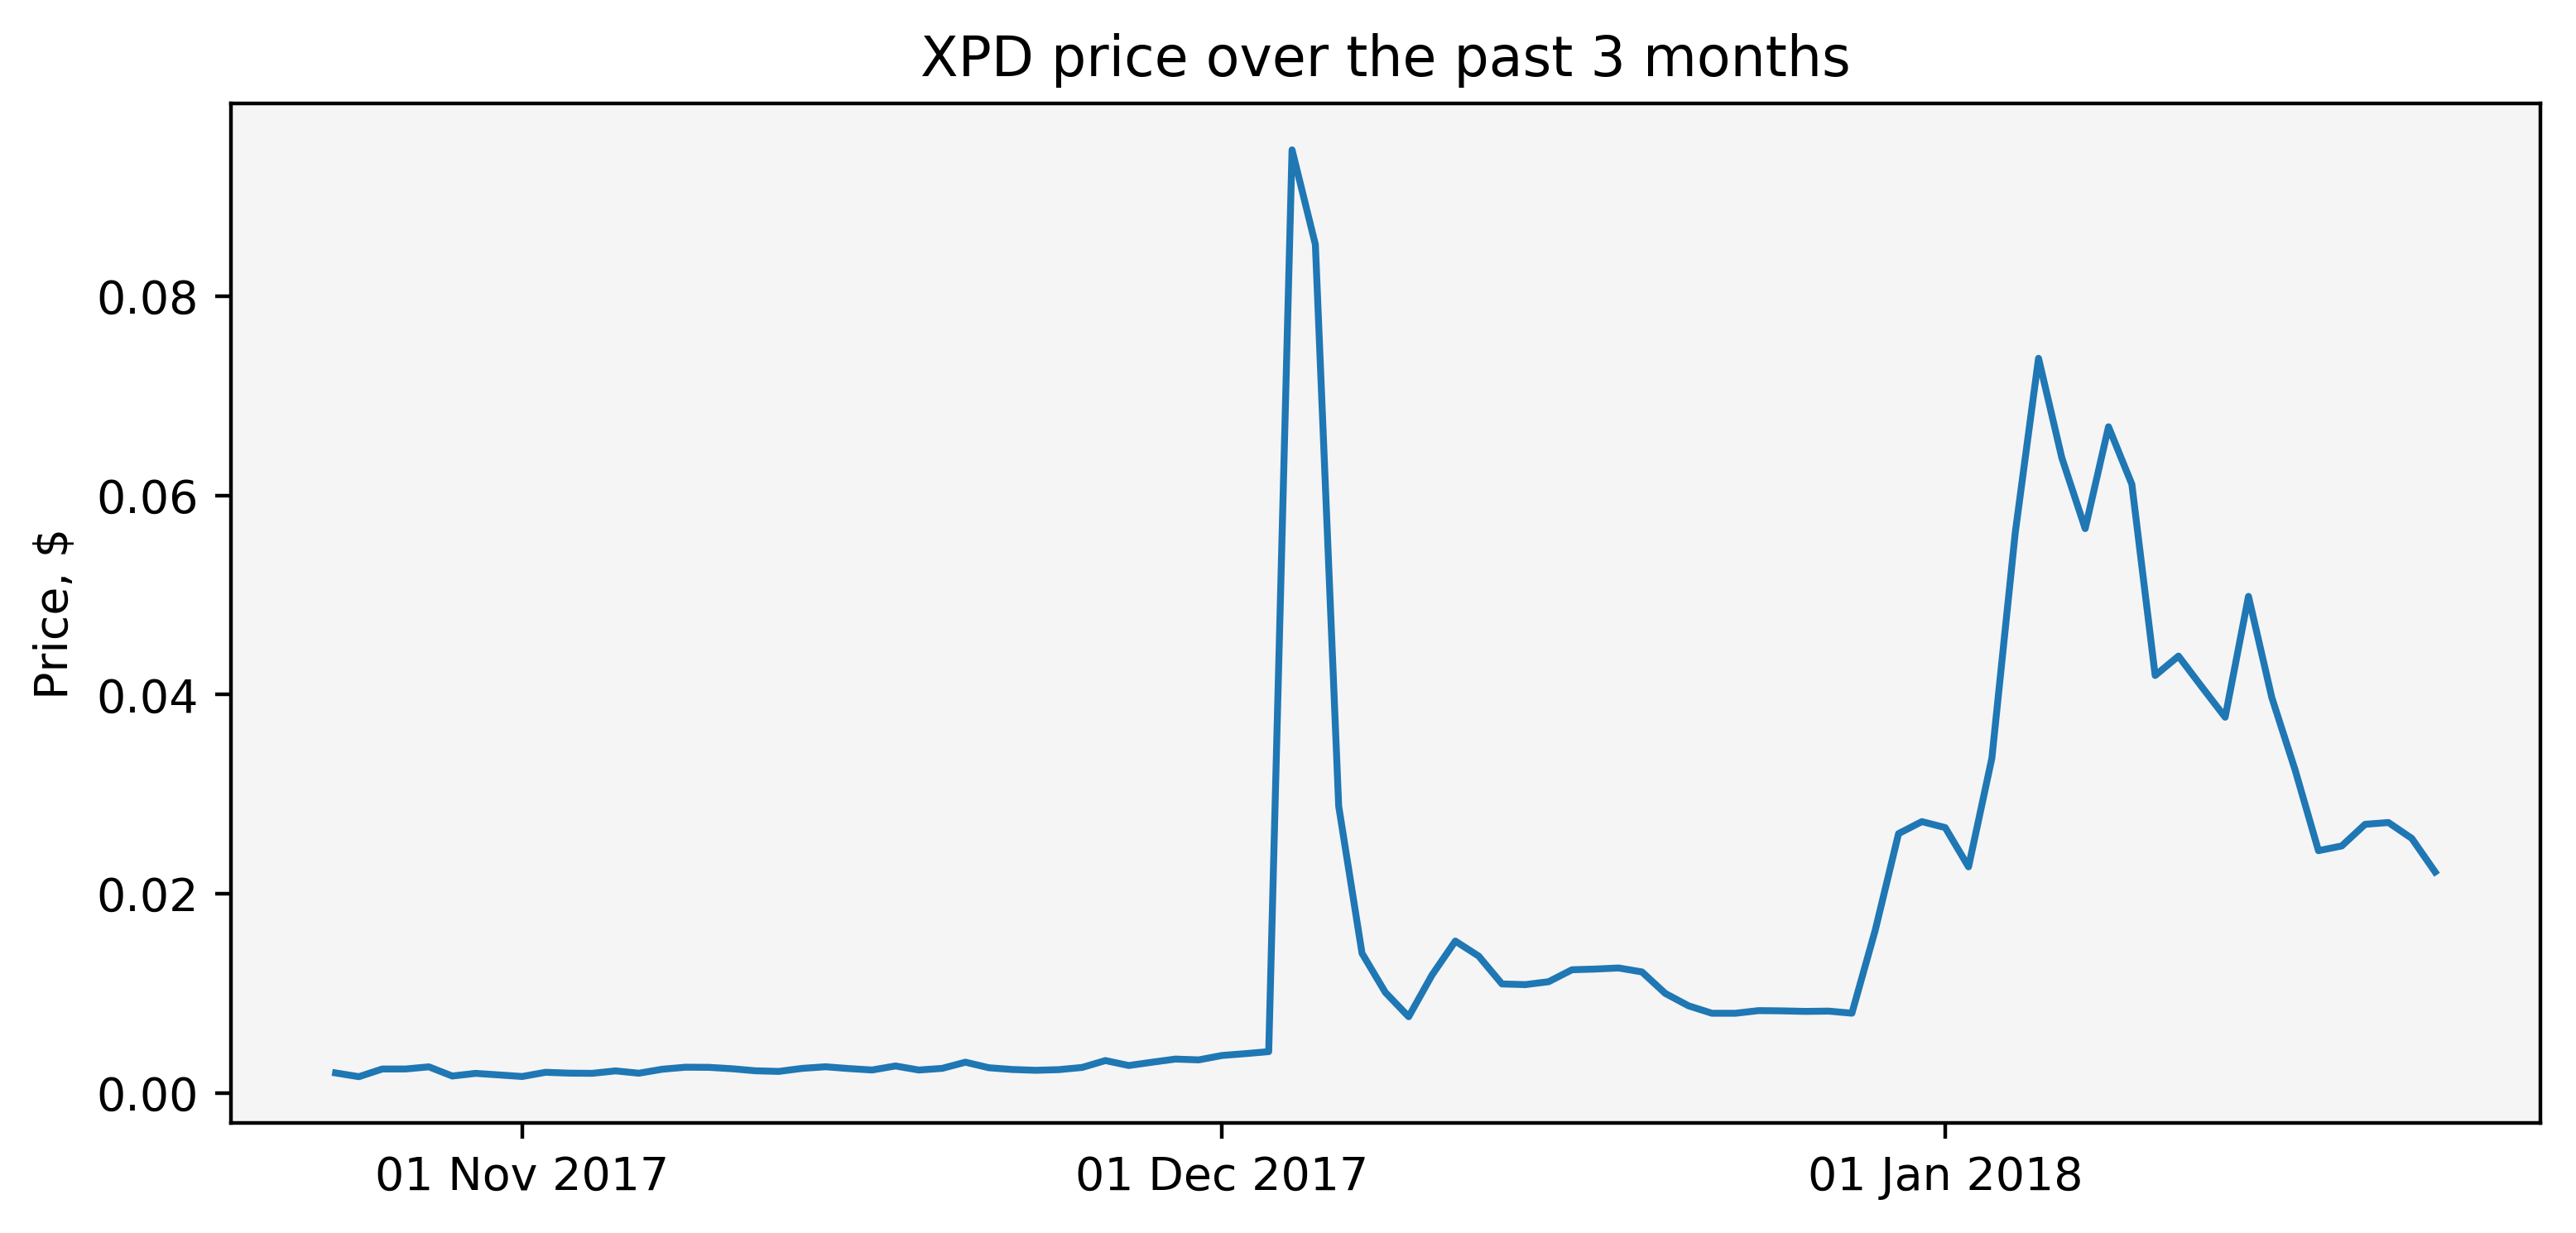 XPD price over the past 3 months
Price, $
0.08
0.06
0.04
0.02
0.00
01 Nov 2017
01 Dec 2017
01 Jan 2018